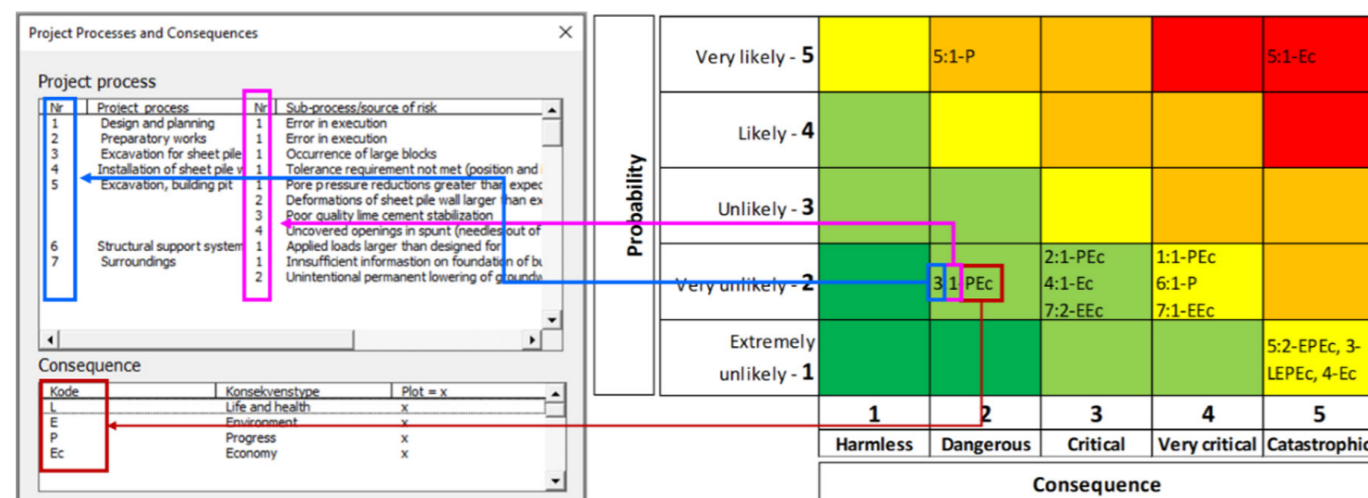 Project Processes and Consequences
Project process
Nr Project process Nr Sub-process/source of risk
1 Design and planning 1 Error in execution
2 Preparatory works 1 Error in execution
3 Excavation for sheet pile 1 Occurrence of large blocks
4 Installation of sheet pile w 1 Tolerance requirement not met (position and
5 Excavation, building pit 1 Pore pressure reductions greater than expec
2 Deformations of sheet pile wall larger than ex
3 Poor quality lime cement stabilization
4 Uncovered openings in spunt (needles out of
6 Structural support system 1 Applied loads larger than designed for
7 Surroundings 1 Innsufficient informastion on foundation of bu
2 Unintentional permanent lowering of groundw
Consequence
Kode Konsekvenstype Plot = x
L Life and health x
E Environment x
P Progress x
Ec Economy x
Probability
Very likely - 5 5:1-P 5:1-Ec
Likely - 4
Unlikely - 3
Very unlikely - 2 3:1-PEc
2:1-PEc
4:1-Ec
7:2-EEc
1:1-PEc
6:1-P
7:1-EEc
Extremely
unlikely - 1
5:2-EPEc, 3-
LEPEc, 4-Ec
1 2 3 4 5
Harmless Dangerous Critical Very critical Catastrophic
Consequence